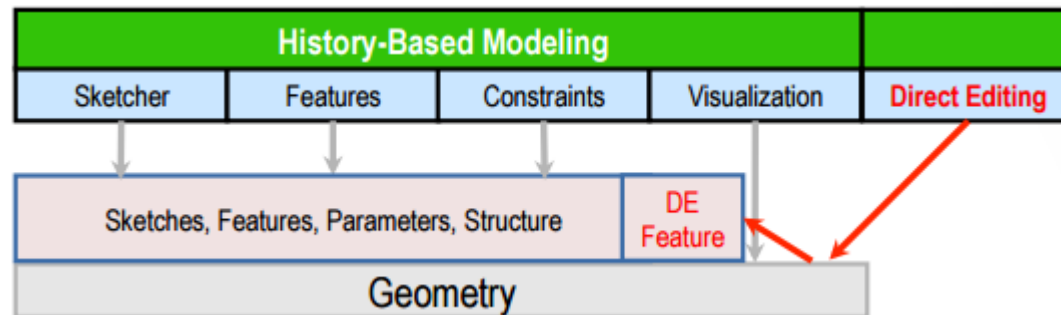 History-Based Modeling
Sketcher Features Constraints Visualization Direct Editing
Sketches, Features, Parameters, Structure
DE
Feature
Geometry